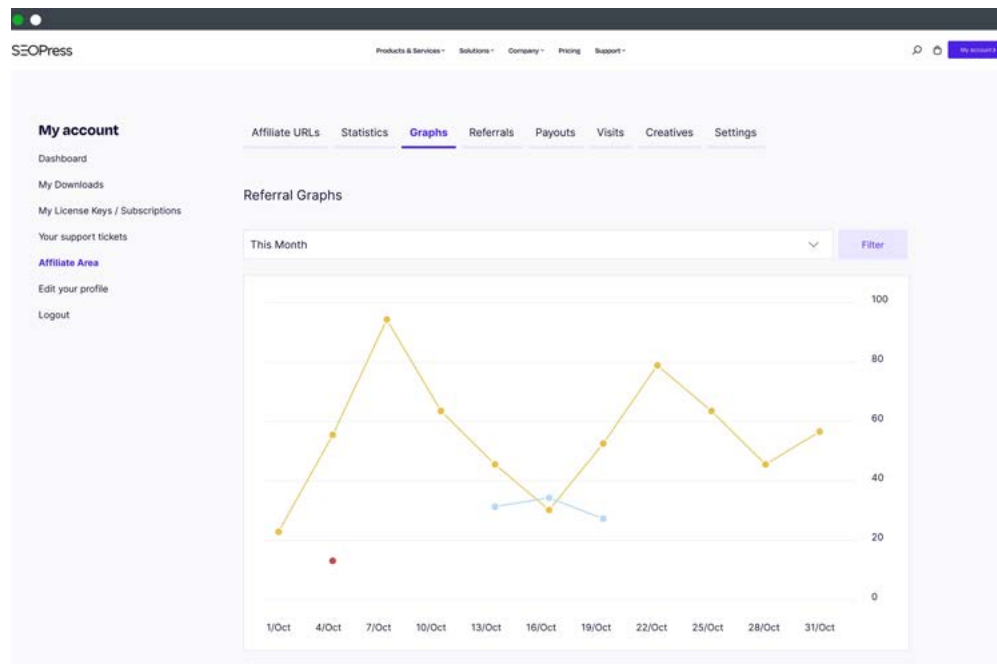 SEOPress
Products & Services Solutions Company Pricing Support
My account
My account
Dashboard
My Downloads
My License Keys / Subscriptions
Your support tickets
Affiliate Area
Edit your profile
Logout
Affiliate URLs Statistics Graphs Referrals Payouts Visits Creatives Settings
Referral Graphs
This Month
Filter
100
80
60
40
20
0
1/Oct 4/Oct 7/Oct 10/Oct 13/Oct 16/Oct 19/Oct 22/Oct 25/Oct 28/Oct 31/Oct